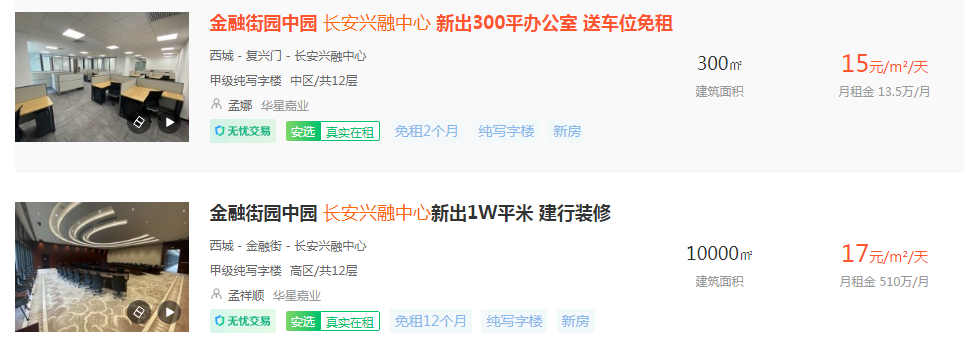 金融街园中园 长安兴融中心 新出300平办公室 送车位免租
西城 - 复兴门 - 长安兴融中心
甲级纯写字楼 中区/共12层
孟娜 华星嘉业
无忧交易 安选 真实在租 免租2个月 纯写字楼 新房
300㎡
建筑面积
15元/m²/天
月租金 13.5万/月
金融街园中园 长安兴融中心新出1W平米 建行装修
西城 - 金融街 - 长安兴融中心
甲级纯写字楼 高区/共12层
孟祥顺 华星嘉业
无忧交易 安选 真实在租 免租12个月 纯写字楼 新房
10000㎡
建筑面积
17元/m²/天
月租金 510万/月